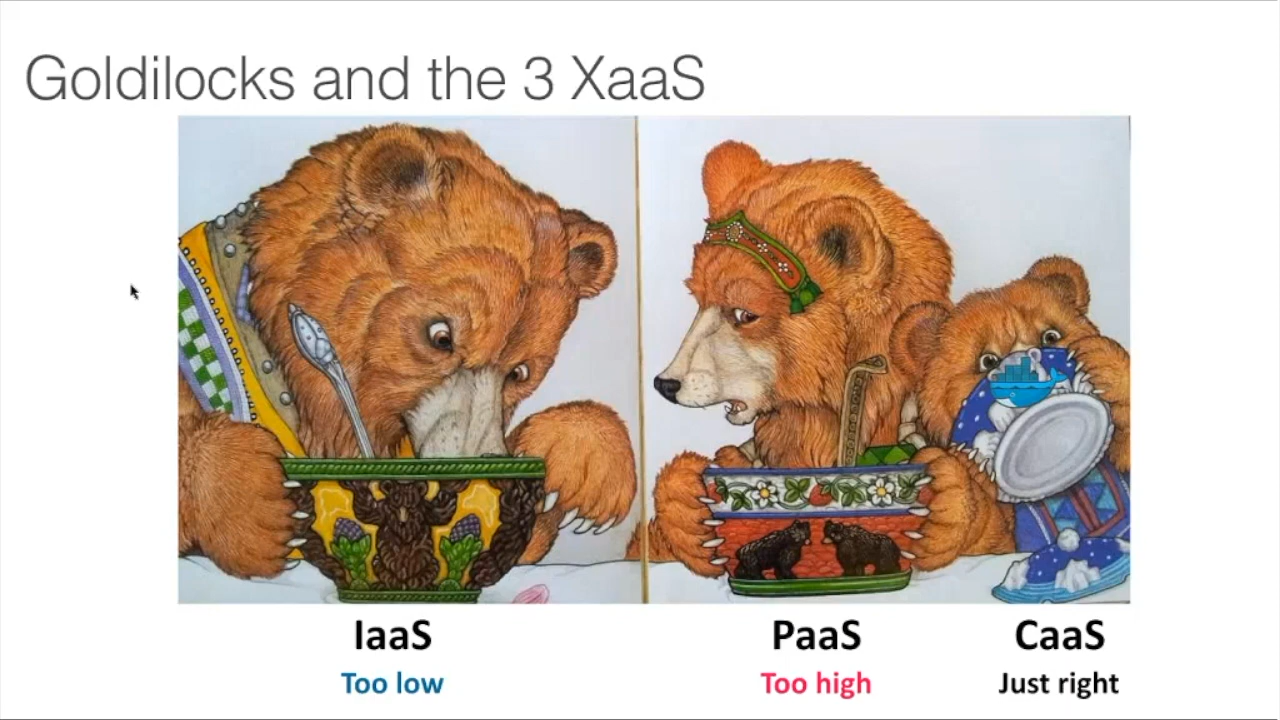 Goldilocks and the 3 XaaS
IaaS
Too low
PaaS
Too high
CaaS
Just right